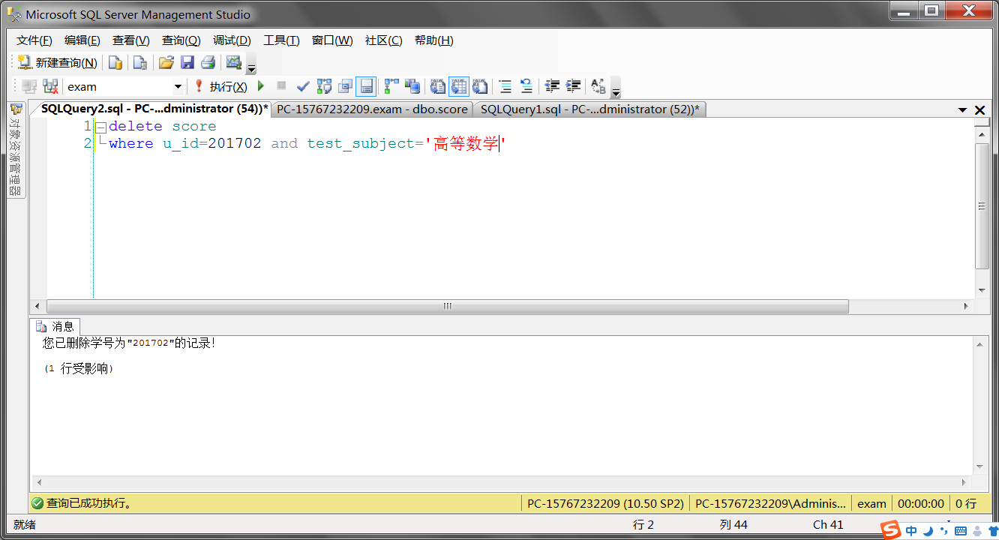 Microsoft SQL Server Management Studio
文件(F) 编辑(E) 查看(V) 查询(Q) 调试(D) 工具(T) 窗口(W) 社区(C) 帮助(H)
新建查询(N)
exam 执行(X)
SQLQuery2.sql - PC-...dministrator (54))* PC-15767232209.exam - dbo.score SQLQuery1.sql - PC-...dministrator (52))*
对象资源管理器
1 delete score
2 where u_id=201702 and test_subject='高等数学'
消息
您已删除学号为"201702"的记录!
(1 行受影响)
查询已成功执行。 PC-15767232209 (10.50 SP2) PC-15767232209\Adminis... exam 00:00:00 0 行
就绪 行 2 列 44 Ch 41
S 中